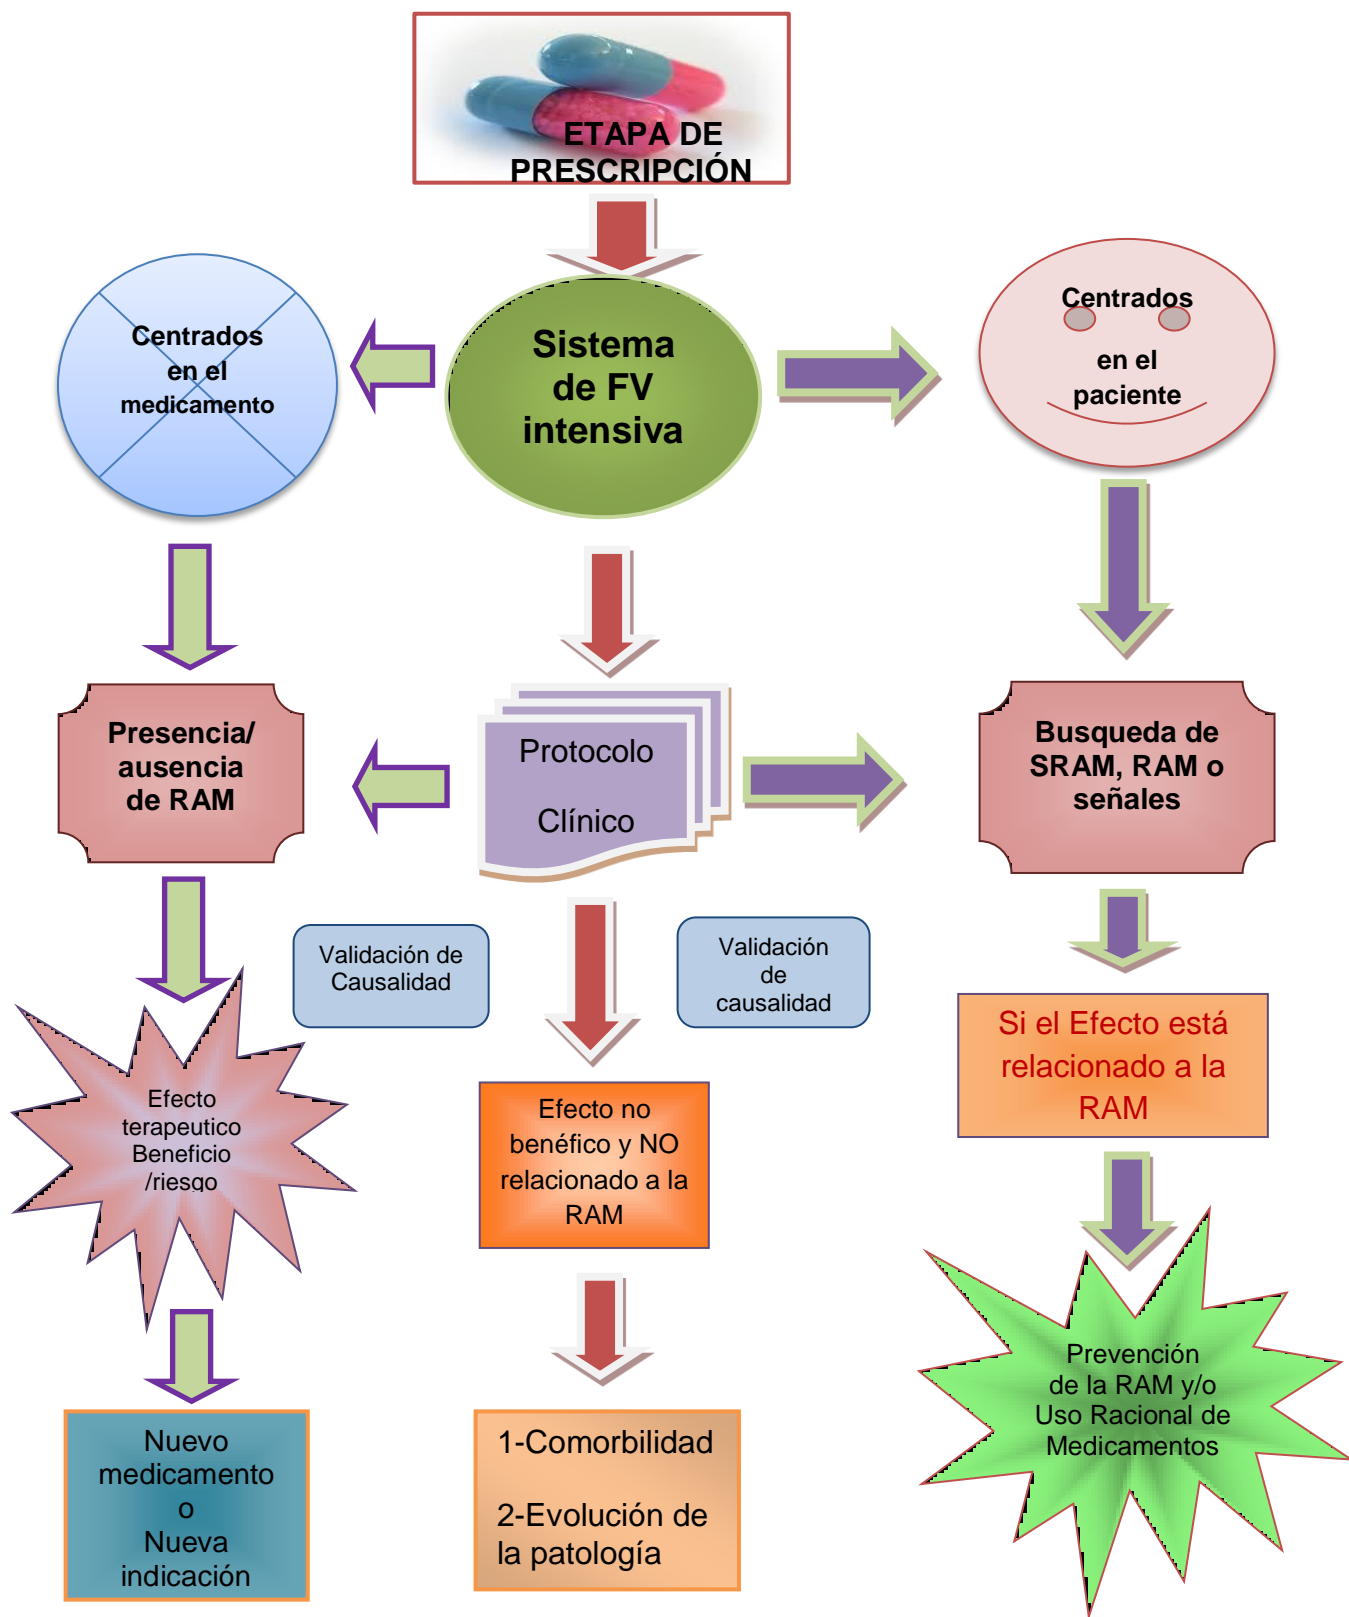 ETAPA DE
PRESCRIPCIÓN
Centrados
en el
medicamento
Sistema
de FV
intensiva
Centrados
en el
paciente
Presencia/
ausencia
de RAM
Protocolo
Clínico
Busqueda de
SRAM, RAM o
señales
Validación de
Causalidad
Validación
de
causalidad
Si el Efecto está
relacionado a la
RAM
Efecto
terapeutico
Beneficio
/riesgo
Efecto no
benéfico y NO
relacionado a la
RAM
Prevención
de la RAM y/o
Uso Racional de
Medicamentos
Nuevo
medicamento
o
Nueva
indicación
1-Comorbilidad
2-Evolución de
la patología